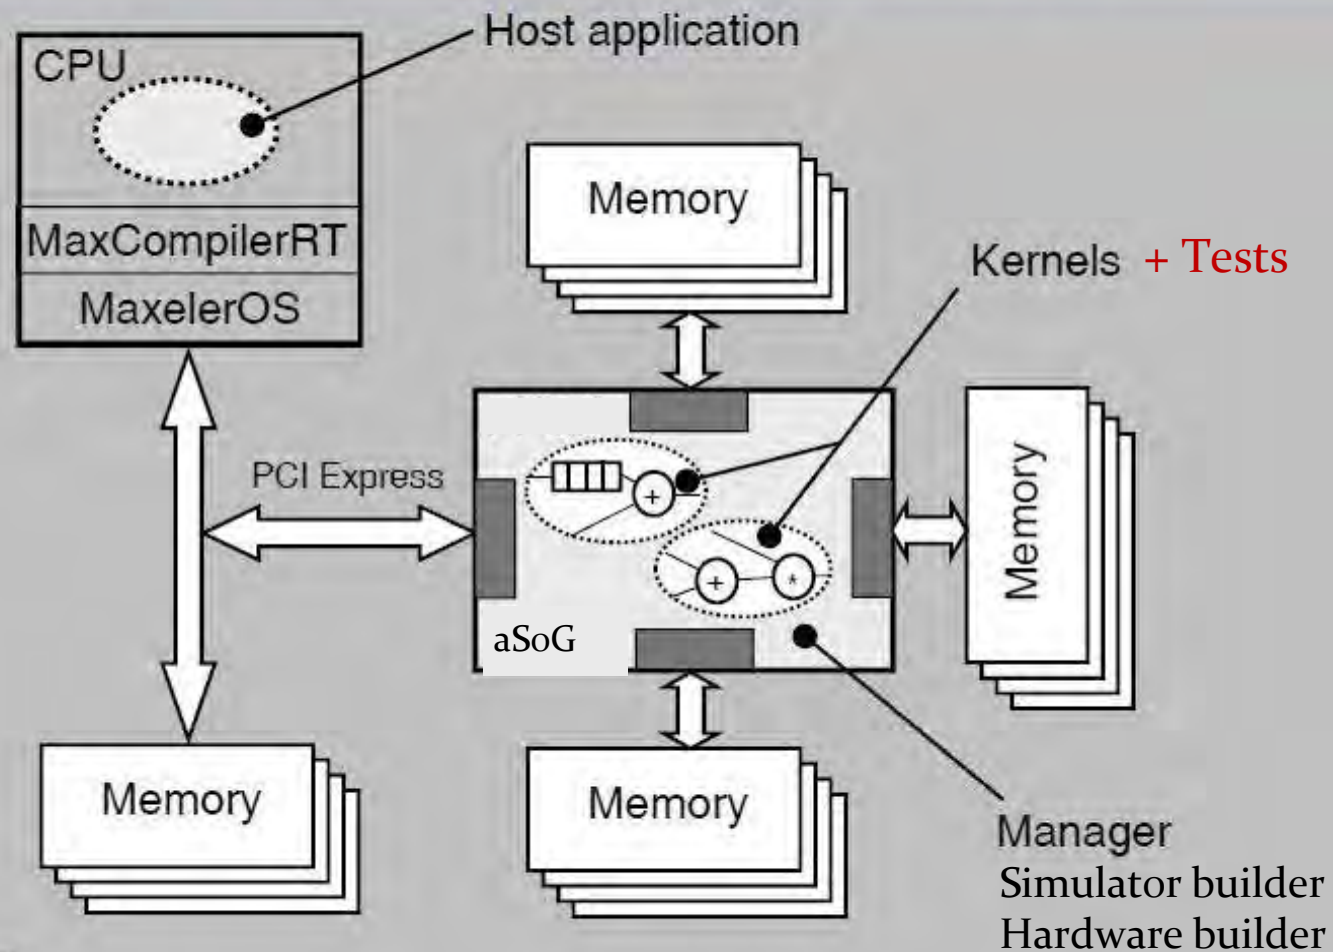 Host application
CPU
MaxCompilerRT
MaxelerOS
Memory
Kernels + Tests
PCI Express
+
+
*
aSoG
Memory
Memory
Memory
Manager
Simulator builder
Hardware builder